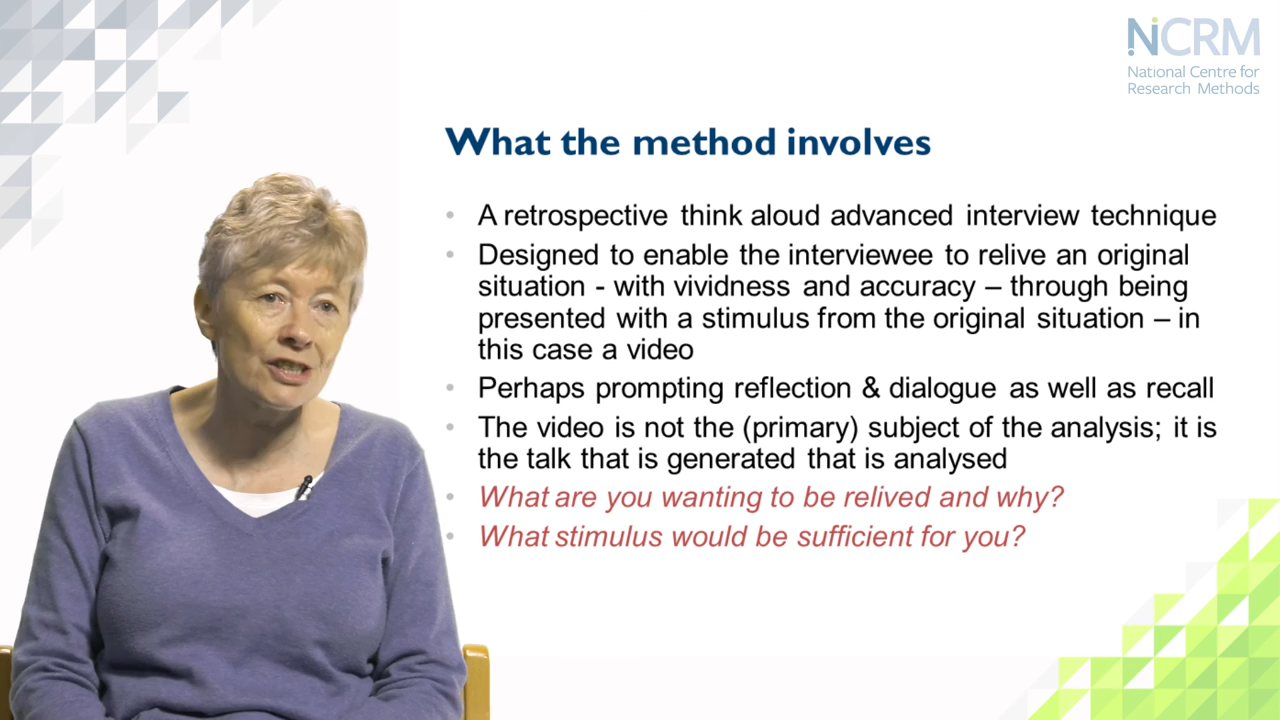 NCRM
National Centre for
Research Methods
What the method involves
• A retrospective think aloud advanced interview technique
• Designed to enable the interviewee to relive an original
situation - with vividness and accuracy – through being
presented with a stimulus from the original situation – in
this case a video
• Perhaps prompting reflection & dialogue as well as recall
• The video is not the (primary) subject of the analysis; it is
the talk that is generated that is analysed
• What are you wanting to be relived and why?
• What stimulus would be sufficient for you?